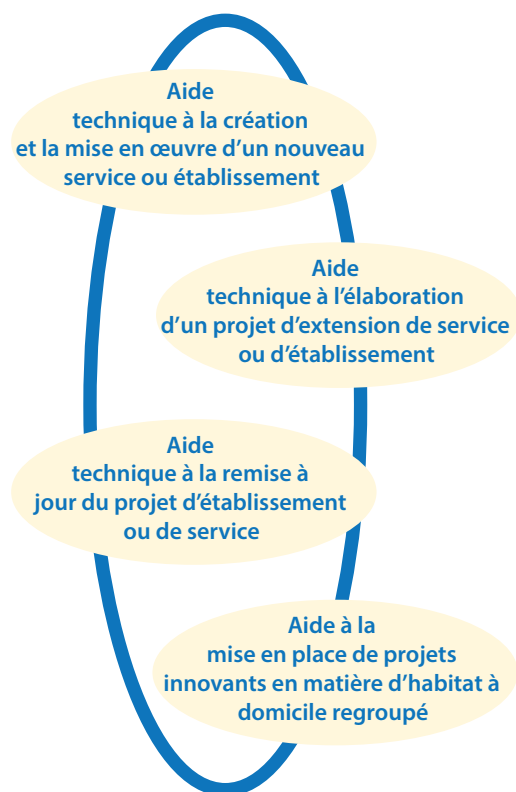 Aide
technique à la création
et la mise en œuvre d'un nouveau
service ou établissement
Aide
technique à l'élaboration
d'un projet d'extension de service
ou d'établissement
Aide
technique à la remise à
jour du projet d'établissement
ou de service
Aide à la
mise en place de projets
innovants en matière d'habitat à
domicile regroupé